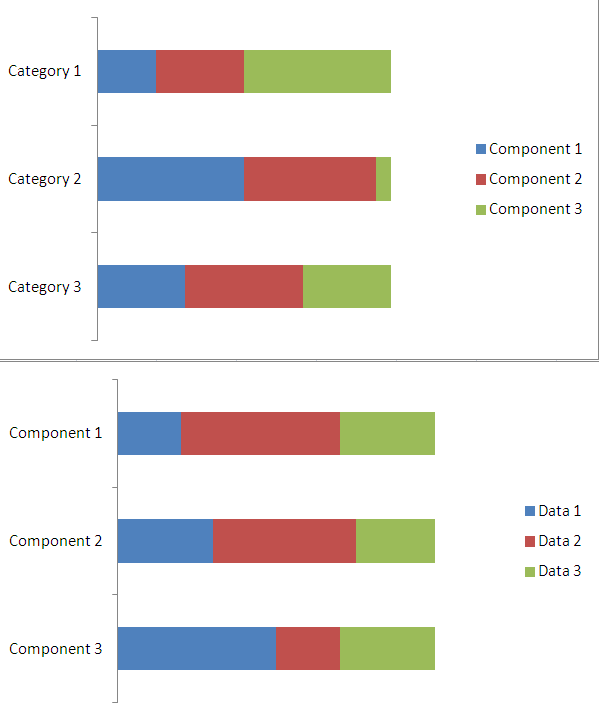 Category 1
Category 2
Category 3
Component 1
Component 2
Component 3
Component 1
Component 2
Component 3
Data 1
Data 2
Data 3